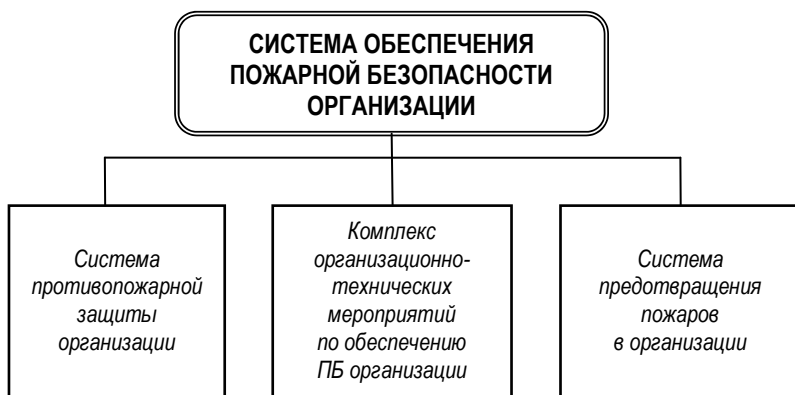 СИСТЕМА ОБЕСПЕЧЕНИЯ
ПОЖАРНОЙ БЕЗОПАСНОСТИ
ОРГАНИЗАЦИИ
Система
противопожарной
защиты
организации
Комплекс
организационно-
технических
мероприятий
по обеспечению
ПБ организации
Система
предотвращения
пожаров
в организации